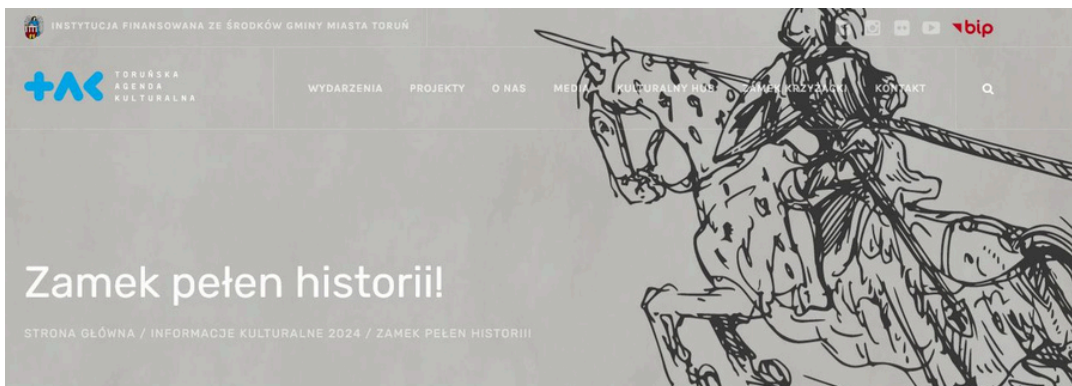 INSTYTUCJA FINANSOWANA ZE ŚRODKÓW GMINY MIASTA TORUŃ
bip
TORUŃSKA
AGENDA
KULTURALNA
WYDARZENIA PROJEKTY O NAS MEDIA KULTURALNY HUB ZAMEK KRZYŻACKI KONTAKT
Zamek pełen historii!
STRONA GŁÓWNA / INFORMACJE KULTURALNE 2024 / ZAMEK PEŁEN HISTORII!